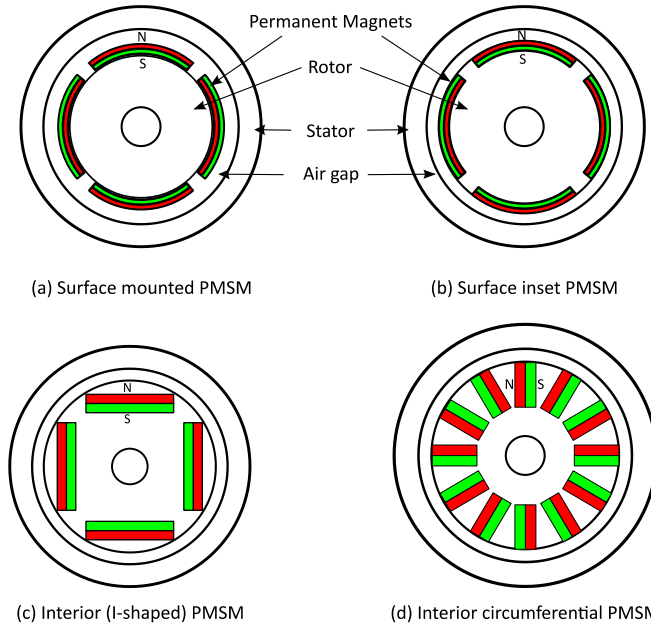 Permanent Magnets
N
S
Rotor
Stator
Air gap
N
S
(a) Surface mounted PMSM
(b) Surface inset PMSM
N
S
N S
(c) Interior (I-shaped) PMSM
(d) Interior circumferential PMSM